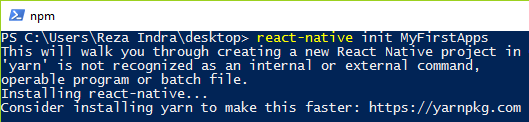 npm
PS C:\Users\Reza Indra\desktop> react-native init MyFirstApps
This will walk you through creating a new React Native project in
'yarn' is not recognized as an internal or external command,
operable program or batch file.
Installing react-native...
Consider installing yarn to make this faster: https://yarnpkg.com